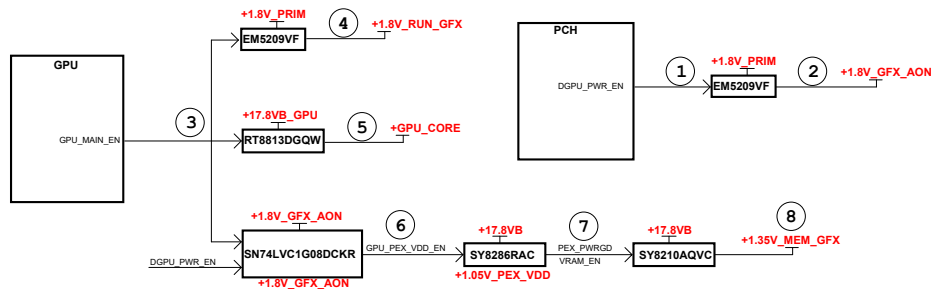 +1.8V_PRIM
4
+1.8V_RUN_GFX
EM5209VF
GPU
GPU_MAIN_EN
3
+17.8VB_GPU
5
+GPU_CORE
RT8813DGQW
+1.8V_GFX_AON
6
SN74LVC1G08DCKR
GPU_PEX_VDD_EN
DGPU_PWR_EN
+1.8V_GFX_AON
+17.8VB
SY8286RAC
+1.05V_PEX_VDD
7
PEX_PWRGD
VRAM_EN
+17.8VB
SY8210AQVC
8
+1.35V_MEM_GFX
PCH
DGPU_PWR_EN
1
+1.8V_PRIM
EM5209VF
2
+1.8V_GFX_AON